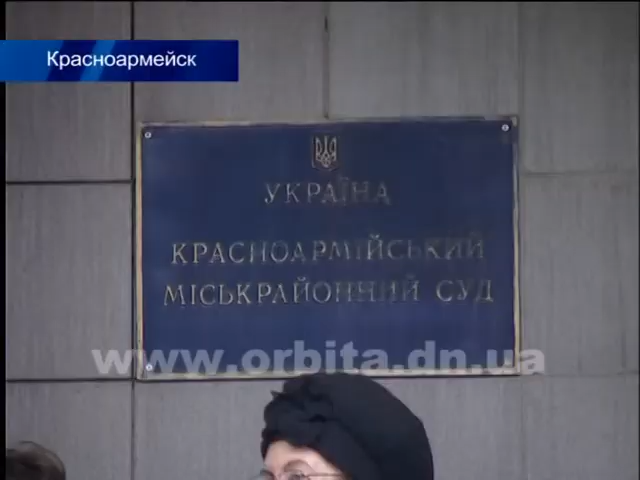 Красноармейск
УКРАЇНА
КРАСНОАРМІЙСЬКИЙ
МІСЬКРАЙОННИЙ СУД
www.orbita.dn.ua